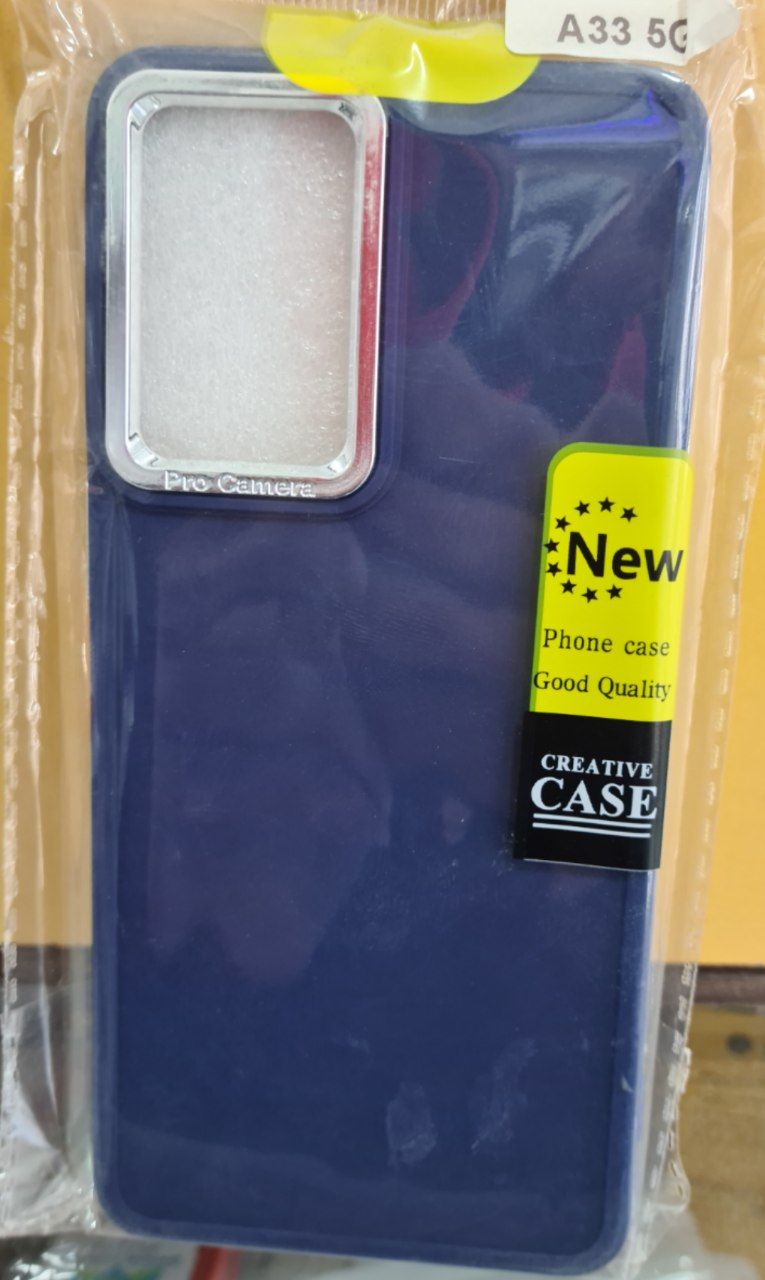 A33 5G
Pro Camera
New
Phone case
Good Quality
CREATIVE
CASE